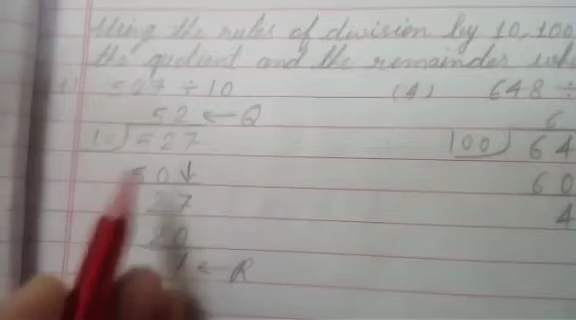 Using the rules of division by 10, 100
the quotient and the remainder
527 ÷ 10
52 ← Q
10) 527
50↓
27
20
7 ← R
(4) 648 ÷
6
100) 64
60
4